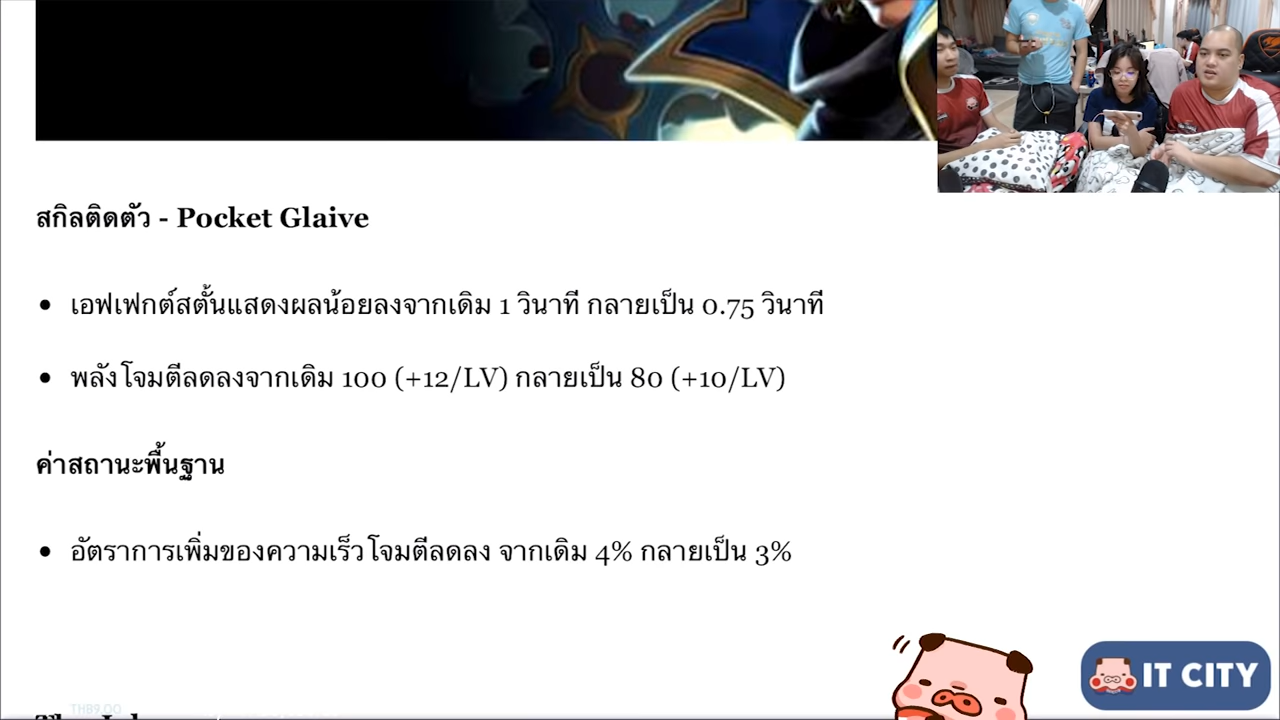 สกิลติดตัว - Pocket Glaive
เอฟเฟกต์สตั้นแสดงผลน้อยลงจากเดิม 1 วินาที กลายเป็น 0.75 วินาที
พลังโจมตีลดลงจากเดิม 100 (+12/LV) กลายเป็น 80 (+10/LV)
ค่าสถานะพื้นฐาน
อัตราการเพิ่มของความเร็วโจมตีลดลง จากเดิม 4% กลายเป็น 3%
IT CITY
THB9.00